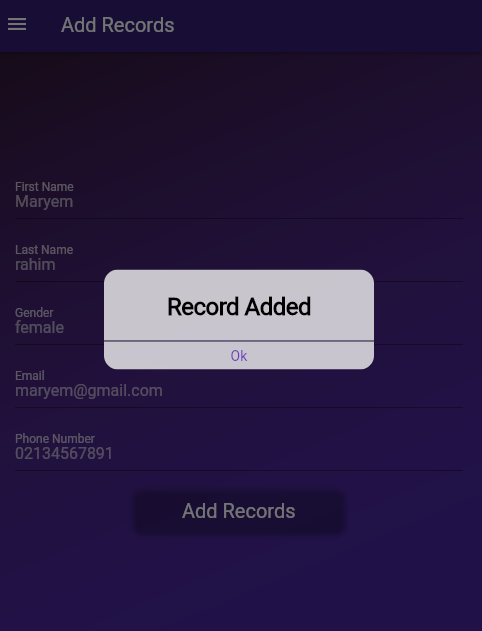 Add Records
First Name
Maryem
Last Name
rahim
Gender
female
Record Added
Ok
Email
maryem@gmail.com
Phone Number
02134567891
Add Records